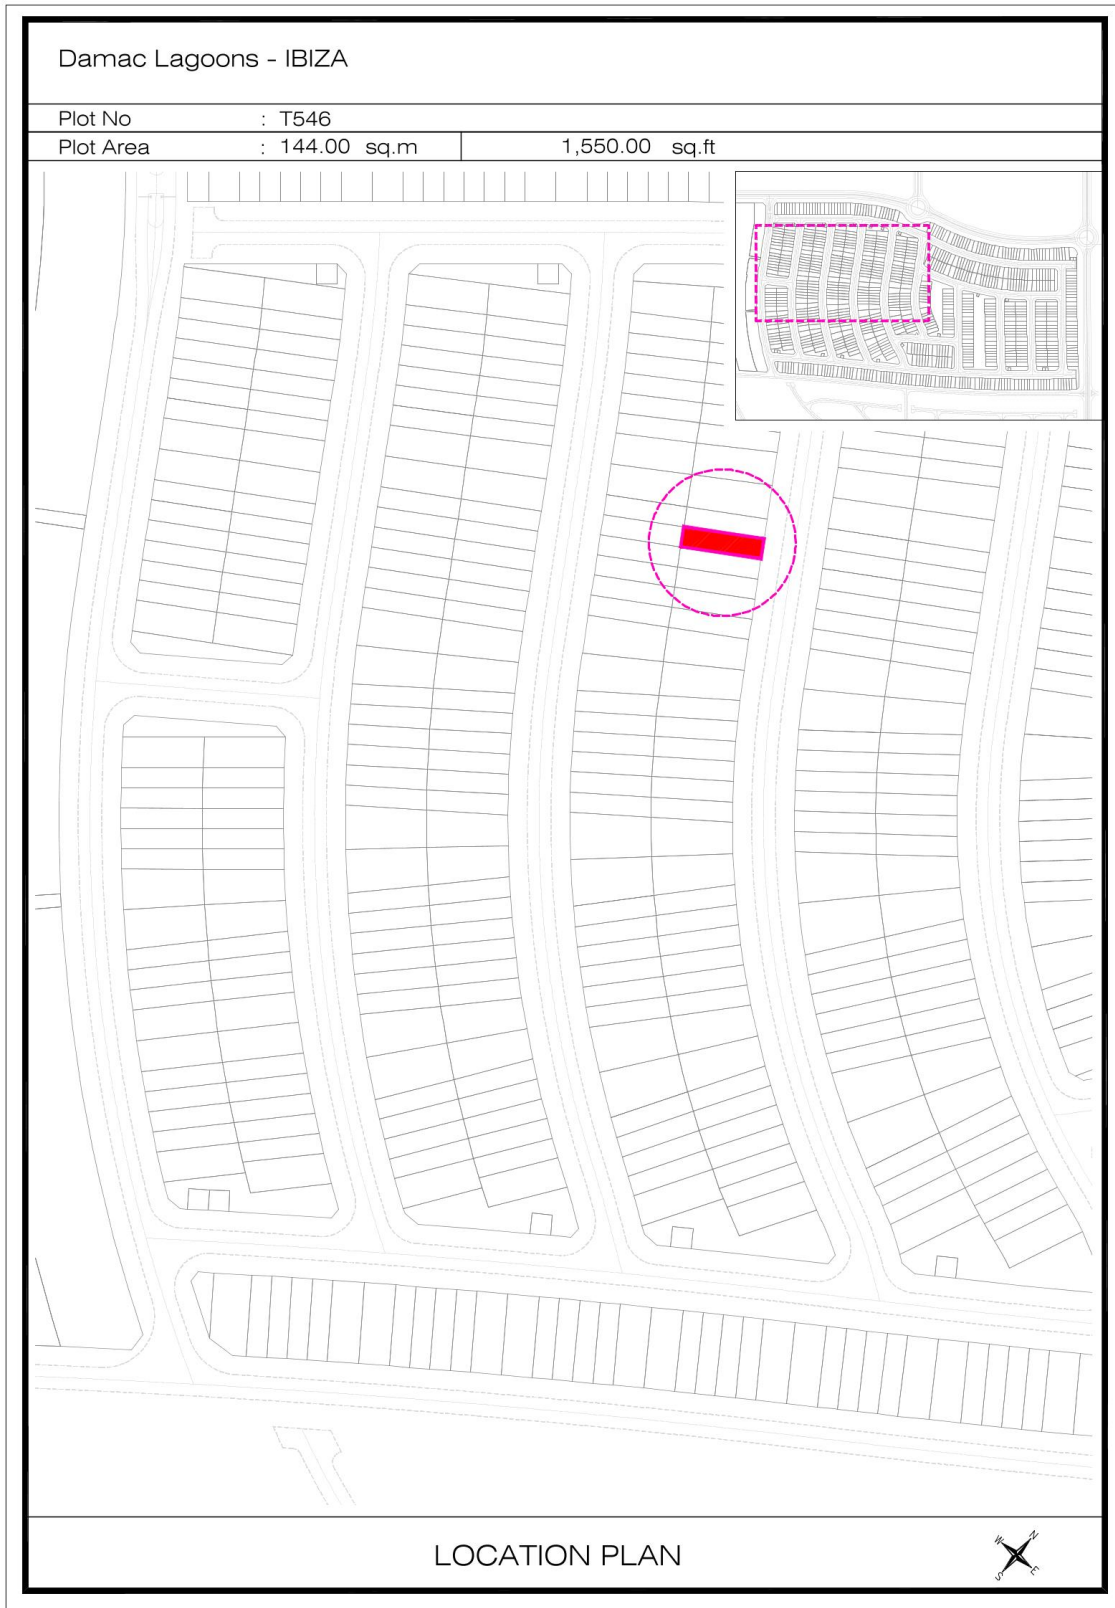 Damac Lagoons - IBIZA
Plot No : T546
Plot Area : 144.00 sq.m 1,550.00 sq.ft
LOCATION PLAN
N
W
E
S